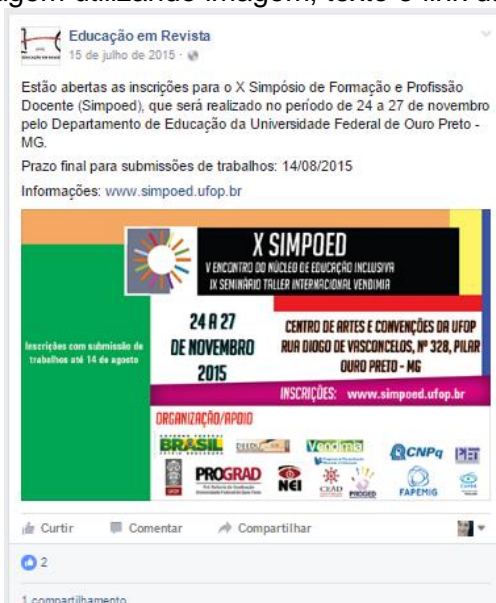 Educação em Revista
15 de julho de 2015
Estão abertas as inscrições para o X Simpósio de Formação e Profissão
Docente (Simpoed), que será realizado no período de 24 a 27 de novembro
pelo Departamento de Educação da Universidade Federal de Ouro Preto -
MG.
Prazo final para submissões de trabalhos: 14/08/2015
Informações: www.simpoed.ufop.br
X SIMPOED
V ENCONTRO DO NÚCLEO DE EDUCAÇÃO INCLUSIVA
IX SEMINÁRIO TALLER INTERNACIONAL VENDIMIA
Inscrições com submissão de
trabalhos até 14 de agosto
24 A 27
DE NOVEMBRO
2015
CENTRO DE ARTES E CONVENÇÕES DA UFOP
RUA DIOGO DE VASCONCELOS, Nº 328, PILAR
OURO PRETO - MG
INSCRIÇÕES: www.simpoed.ufop.br
ORGANIZAÇÃO/APOIO
BRASIL
DEEDU
Vendimia
CNPq
PET
UFOP
PROGRAD
NEI
CEAD
PROGED
FAPEMIG
Curtir
Comentar
Compartilhar
2
1 compartilhamento